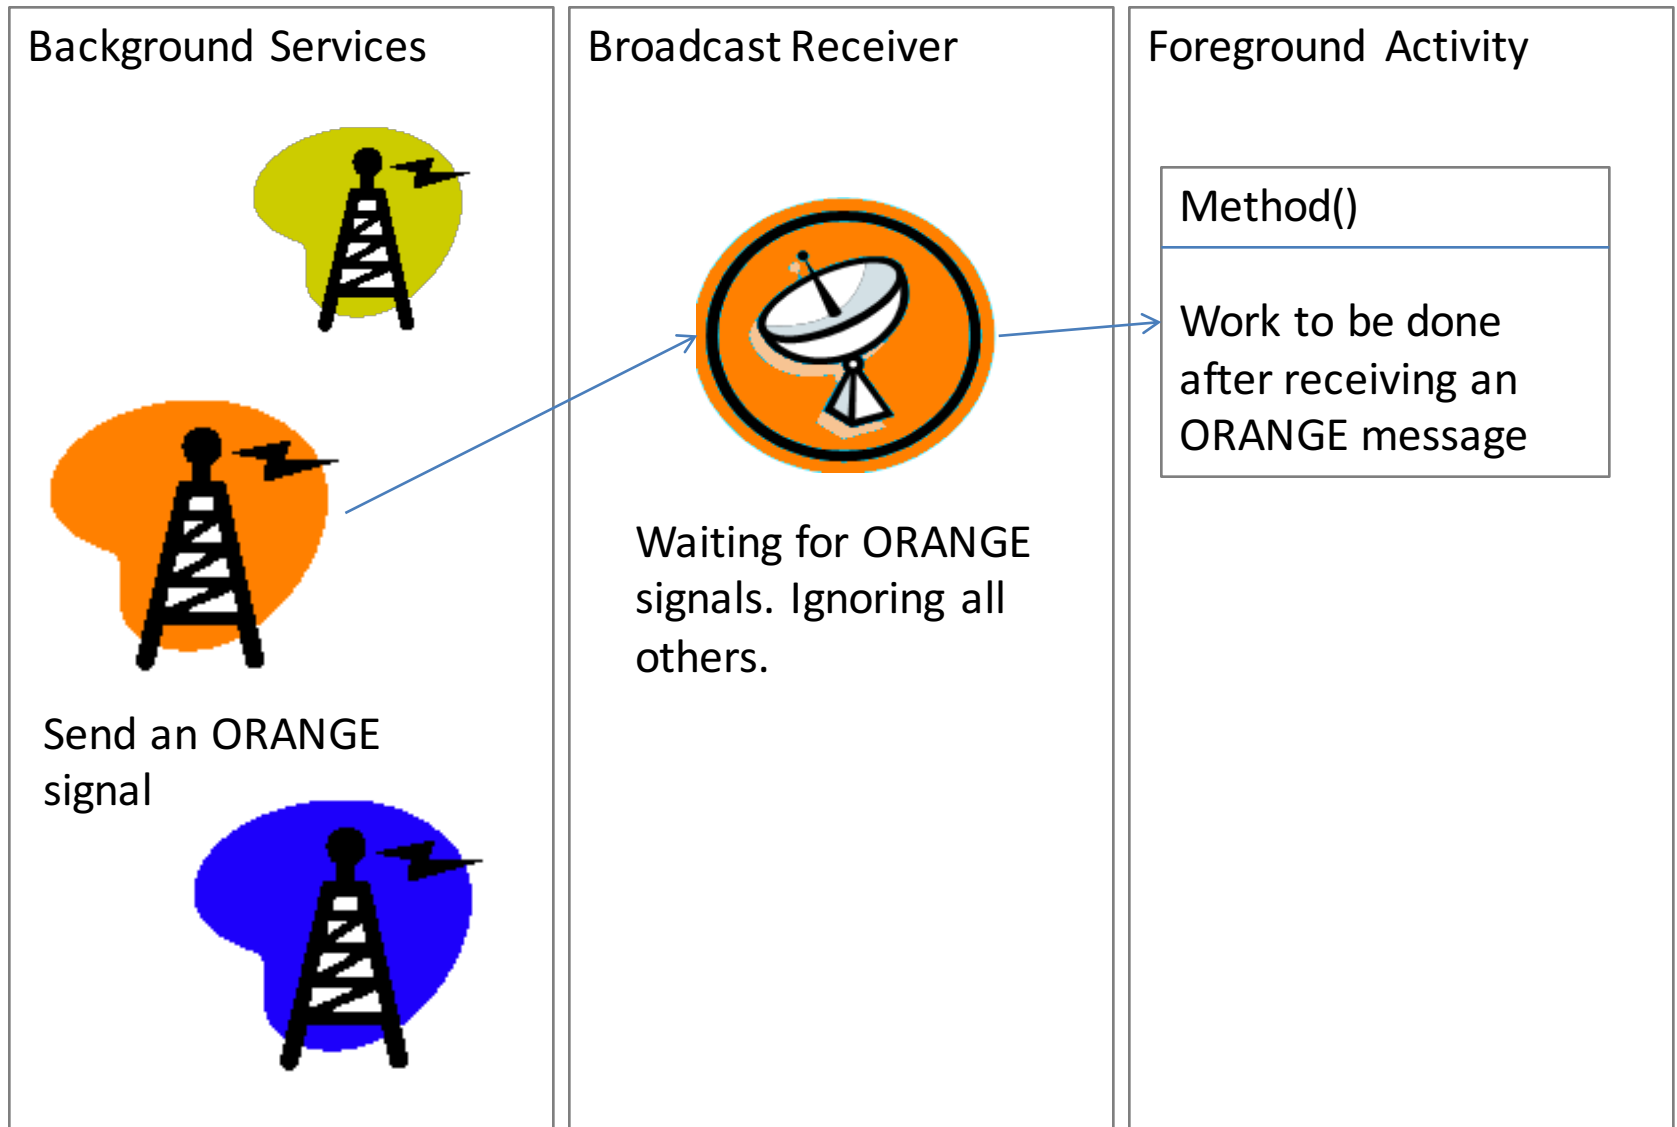 Background Services
Send an ORANGE
signal
Broadcast Receiver
Waiting for ORANGE
signals. Ignoring all
others.
Foreground Activity
Method()
Work to be done
after receiving an
ORANGE message